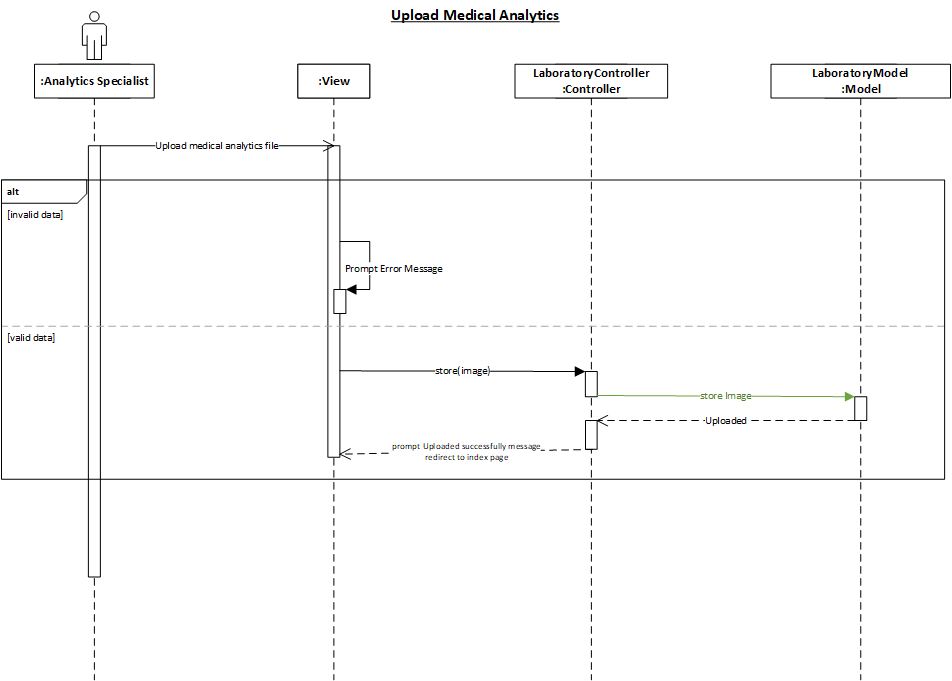 Upload Medical Analytics
:Analytics Specialist
:View
LaboratoryController
:Controller
LaboratoryModel
:Model
Upload medical analytics file
alt
[invalid data]
Prompt Error Message
[valid data]
store(image)
store Image
Uploaded
prompt Uploaded successfully message
redirect to index page